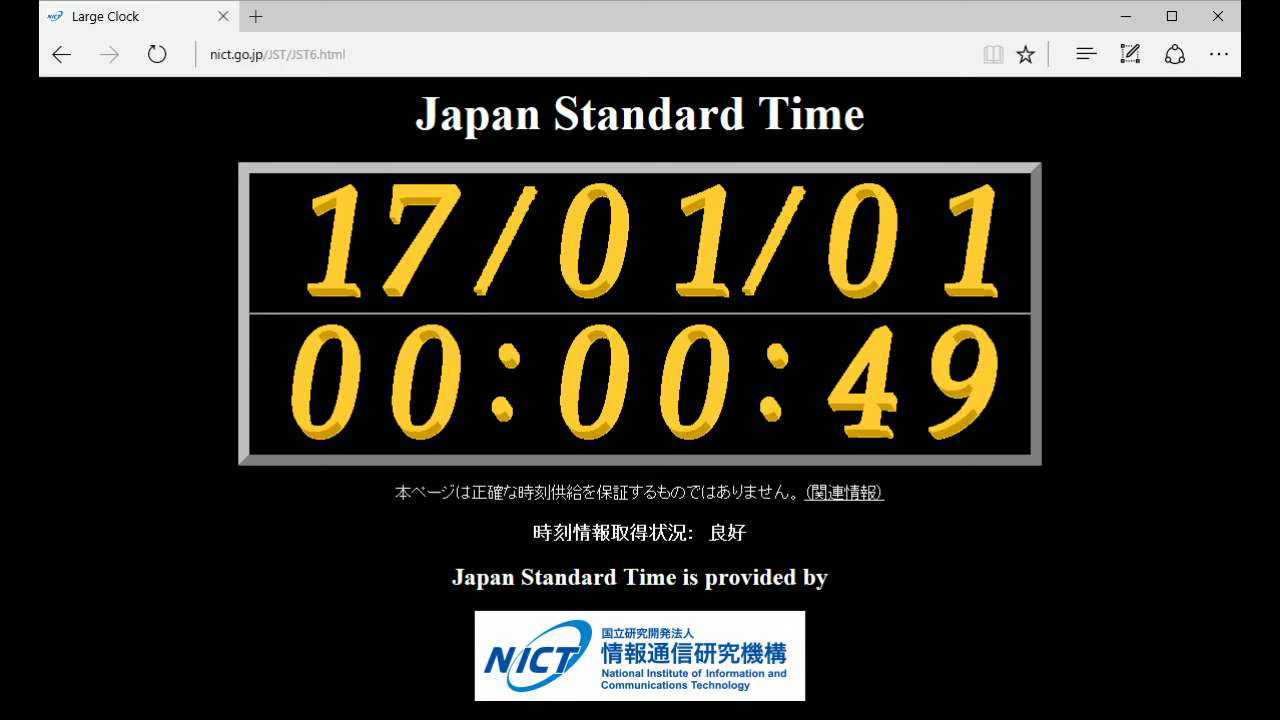 Large Clock
nict.go.jp/JST/JST6.html
Japan Standard Time
17/01/01
00:00:49
本ページは正確な時刻供給を保証するものではありません。(関連情報)
時刻情報取得状況： 良好
Japan Standard Time is provided by
NICT
国立研究開発法人
情報通信研究機構
National Institute of Information and
Communications Technology